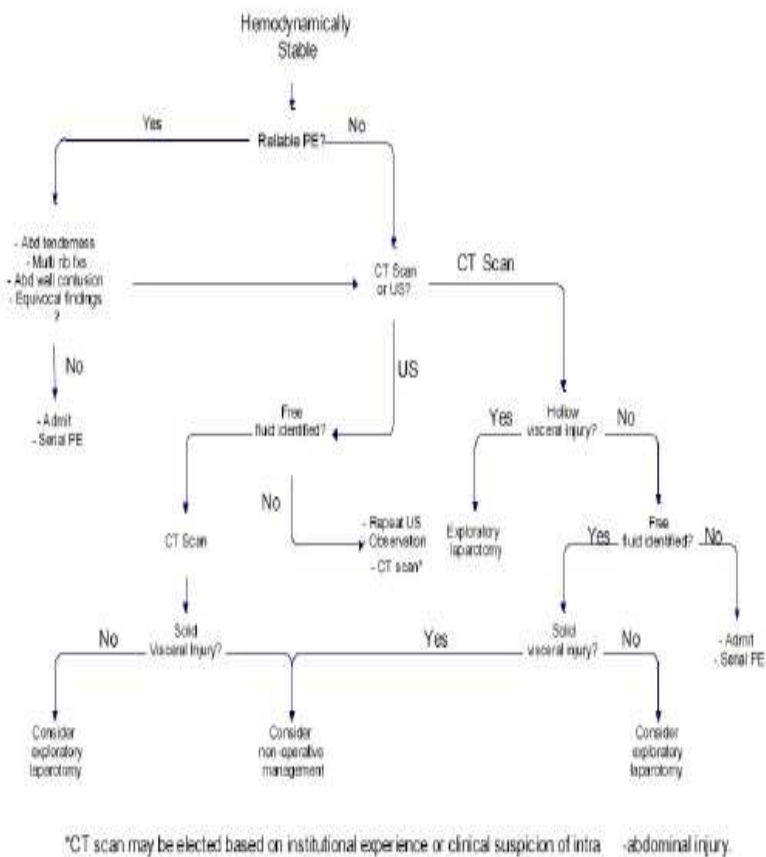 Hemodynamically
Stable
Yes
No
Reliable PE?
- Abd tenderness
- Multi rib fxs
- Abd wall contusion
- Equivocal findings
?
CT Scan
or US?
CT Scan
No
US
- Admit
- Serial PE
Free
fluid identified?
Yes
Hollow
visceral injury?
No
No
CT Scan
- Repeat US
- Observation
- CT scan*
Exploratory
laparotomy
Yes
Free
fluid identified?
No
No
Solid
Visceral Injury?
Yes
Solid
visceral injury?
No
- Admit
- Serial PE
Consider
exploratory
laparotomy
Consider
non-operative
management
Consider
exploratory
laparotomy
*CT scan may be elected based on institutional experience or clinical suspicion of intra -abdominal injury.